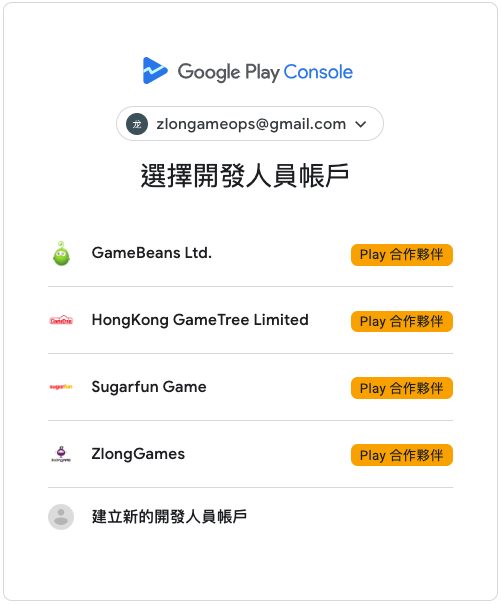 Google Play Console
龙 zlongameops@gmail.com
選擇開發人員帳戶
GameBeans Ltd. Play 合作夥伴
GameTree HongKong GameTree Limited Play 合作夥伴
sugarfun Sugarfun Game Play 合作夥伴
ZLONGAME ZlongGames Play 合作夥伴
建立新的開發人員帳戶